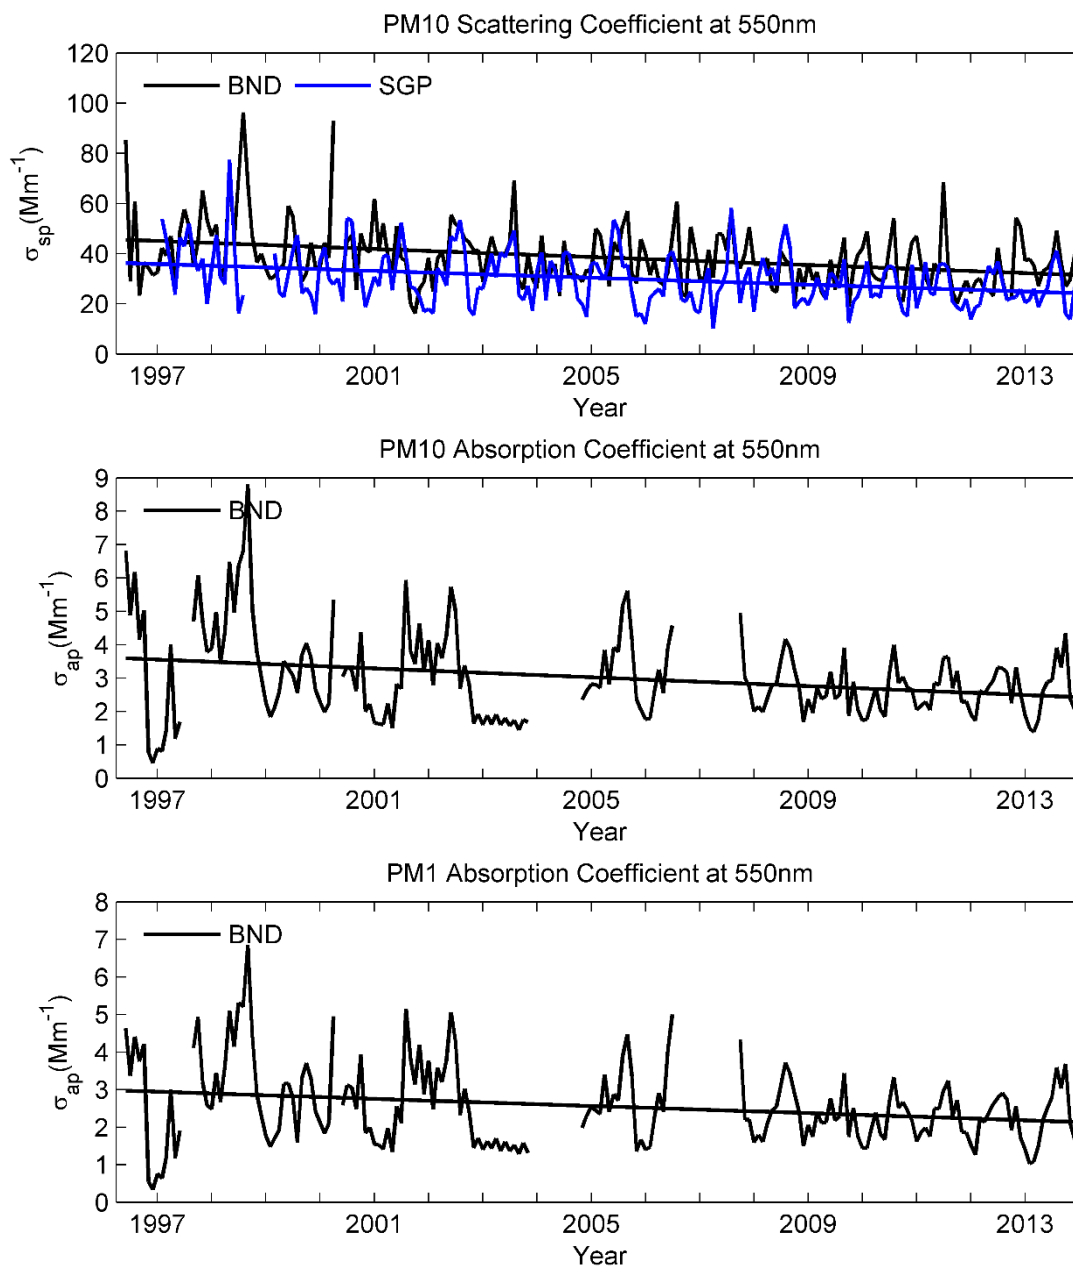 PM10 Scattering Coefficient at 550nm
120
100
80
60
40
20
0
σsp(Mm⁻¹)
BND SGP
1997 2001 2005 2009 2013
Year
PM10 Absorption Coefficient at 550nm
9
8
7
6
5
4
3
2
1
0
σap(Mm⁻¹)
BND
1997 2001 2005 2009 2013
Year
PM1 Absorption Coefficient at 550nm
8
7
6
5
4
3
2
1
0
σap(Mm⁻¹)
BND
1997 2001 2005 2009 2013
Year